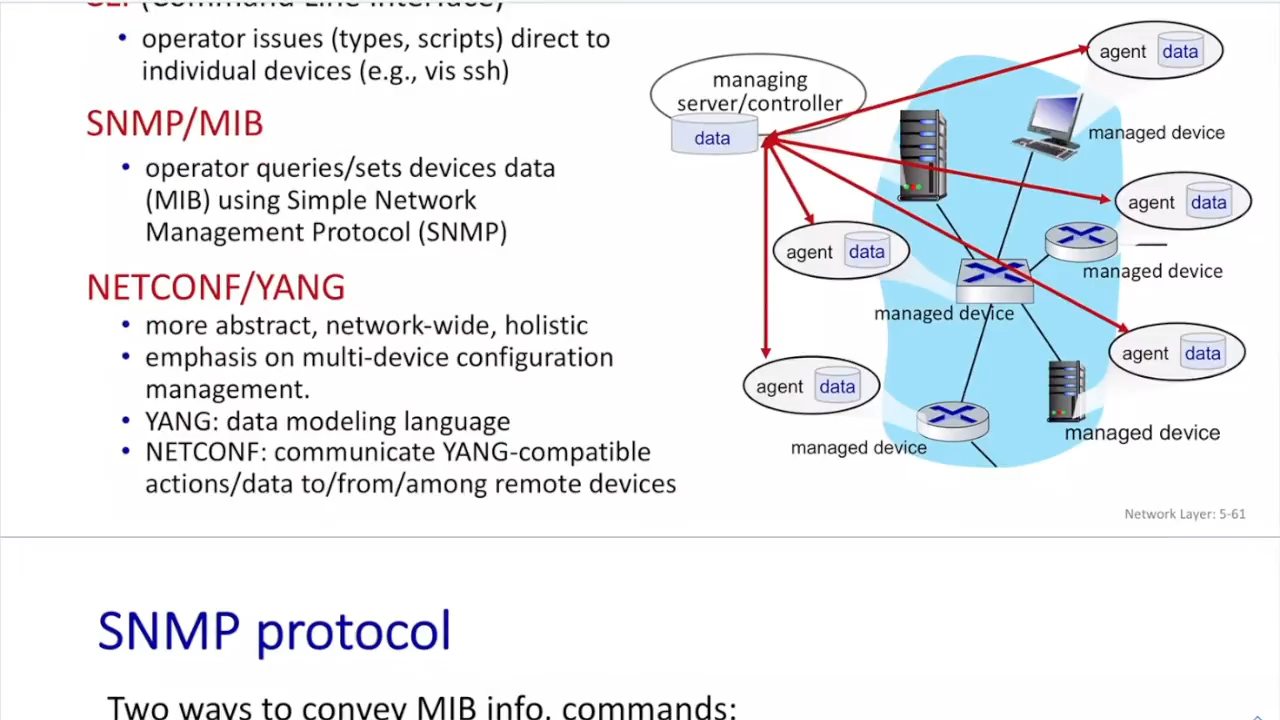 CLI (Command Line Interface)
• operator issues (types, scripts) direct to
individual devices (e.g., vis ssh)
SNMP/MIB
• operator queries/sets devices data
(MIB) using Simple Network
Management Protocol (SNMP)
NETCONF/YANG
• more abstract, network-wide, holistic
• emphasis on multi-device configuration
management.
• YANG: data modeling language
• NETCONF: communicate YANG-compatible
actions/data to/from/among remote devices
managing
server/controller
data
agent data
managed device
agent data
managed device
agent data
managed device
agent data
managed device
agent data
managed device
Network Layer: 5-61
SNMP protocol
Two ways to convey MIB info, commands: